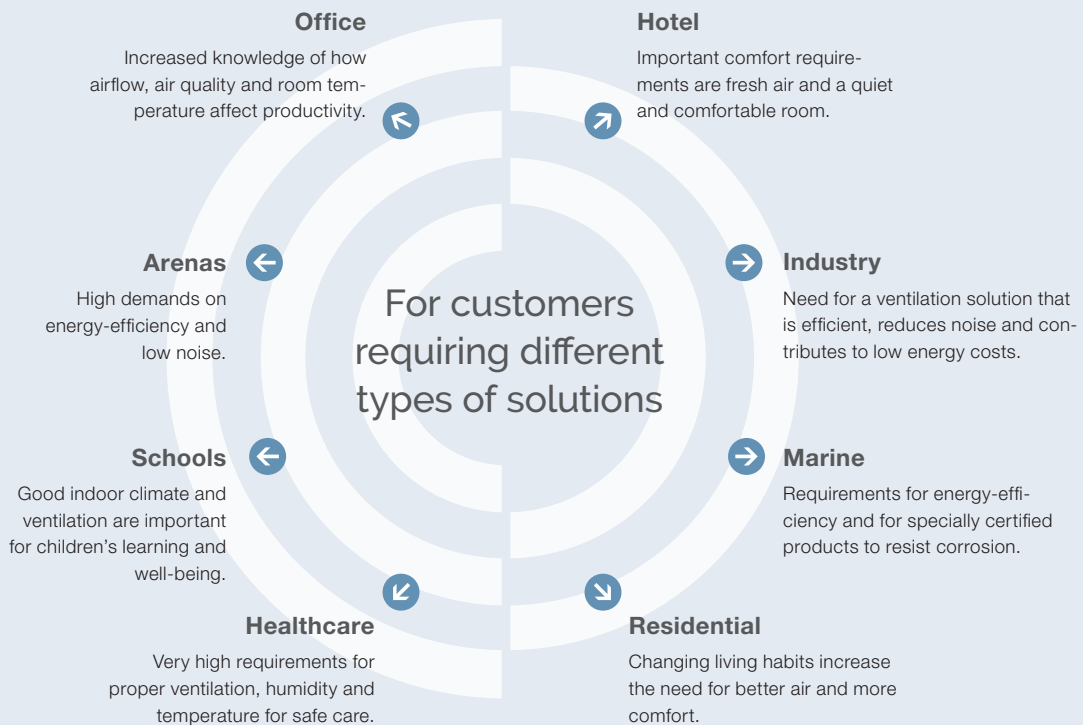 Office
Increased knowledge of how
airflow, air quality and room tem-
perature affect productivity.
Hotel
Important comfort require-
ments are fresh air and a quiet
and comfortable room.
Arenas
High demands on
energy-efficiency and
low noise.
For customers
requiring different
types of solutions
Industry
Need for a ventilation solution that
is efficient, reduces noise and con-
tributes to low energy costs.
Schools
Good indoor climate and
ventilation are important
for children’s learning and
well-being.
Marine
Requirements for energy-effi-
ciency and for specially certified
products to resist corrosion.
Healthcare
Very high requirements for
proper ventilation, humidity and
temperature for safe care.
Residential
Changing living habits increase
the need for better air and more
comfort.